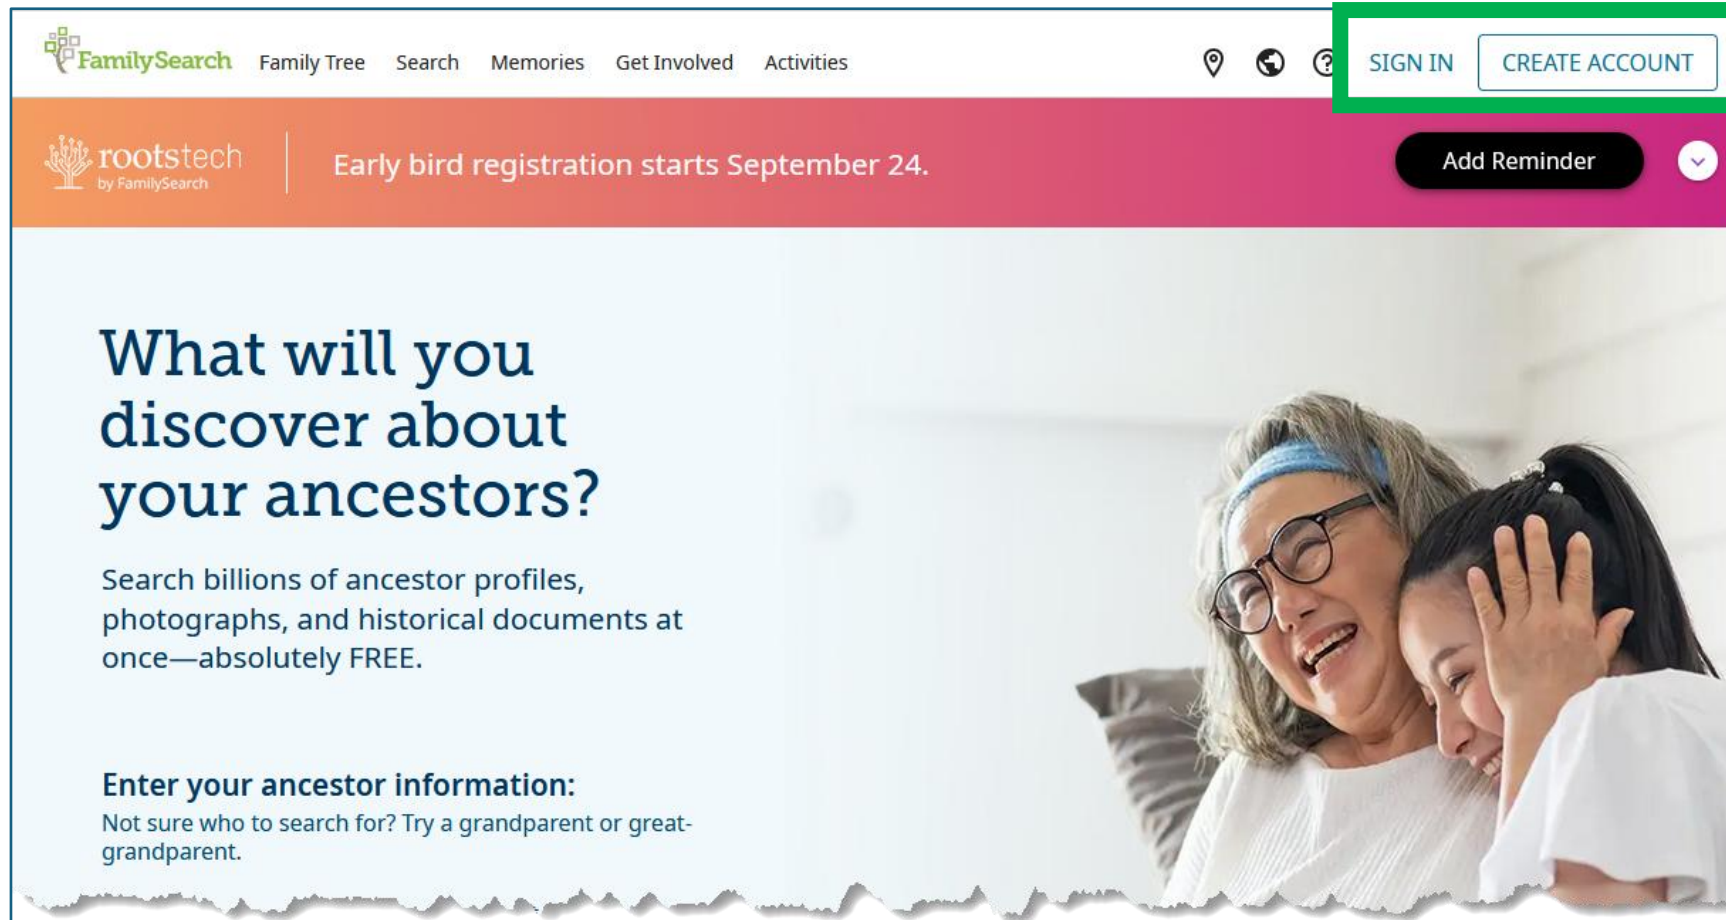 FamilySearch Family Tree Search Memories Get Involved Activities SIGN IN CREATE ACCOUNT
rootstech
by FamilySearch
Early bird registration starts September 24.
Add Reminder
What will you
discover about
your ancestors?
Search billions of ancestor profiles,
photographs, and historical documents at
once—absolutely FREE.
Enter your ancestor information:
Not sure who to search for? Try a grandparent or great-
grandparent.